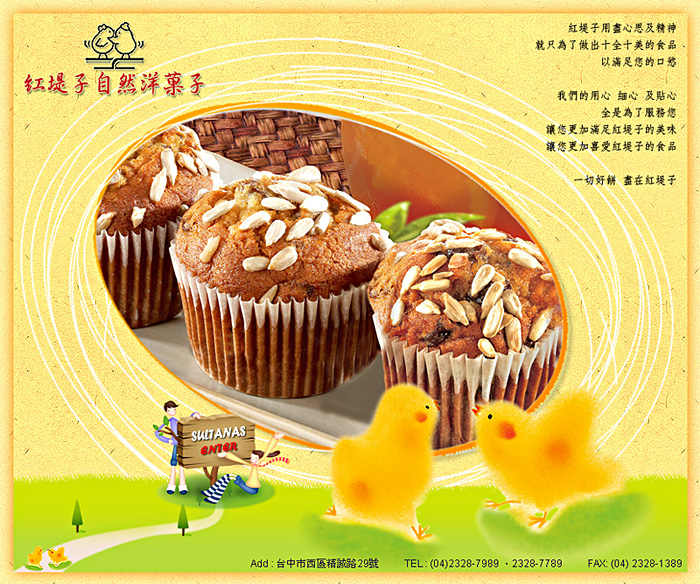 紅堤子自然洋菓子
紅堤子用盡心思及精神
就只為了做出十全十美的食品
以滿足您的口慾
我們的用心 細心 及貼心
全是為了服務您
讓您更加滿足紅堤子的美味
讓您更加喜愛紅堤子的食品
一切好餅 盡在紅堤子
SULTANAS
ENTER
Add : 台中市西區精誠路29號 TEL : (04)2328-7989 ・2328-7789 FAX: (04) 2328-1389